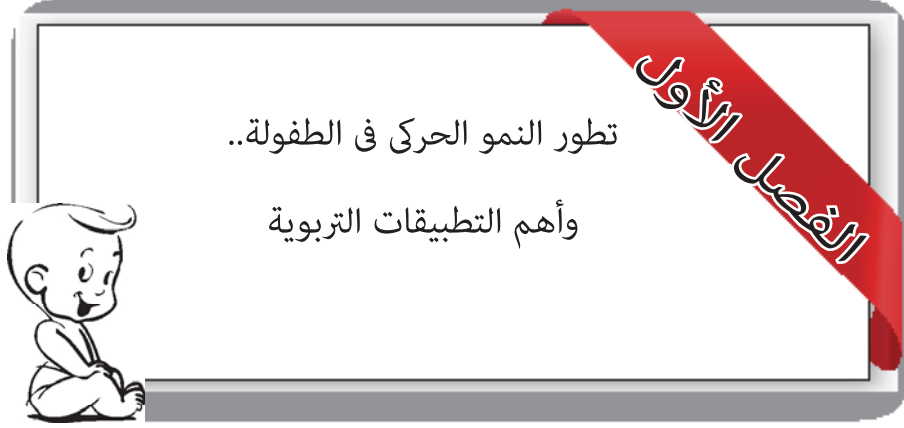 الفصل الأول
تطور النمو الحركى فى الطفولة..
وأهم التطبيقات التربوية